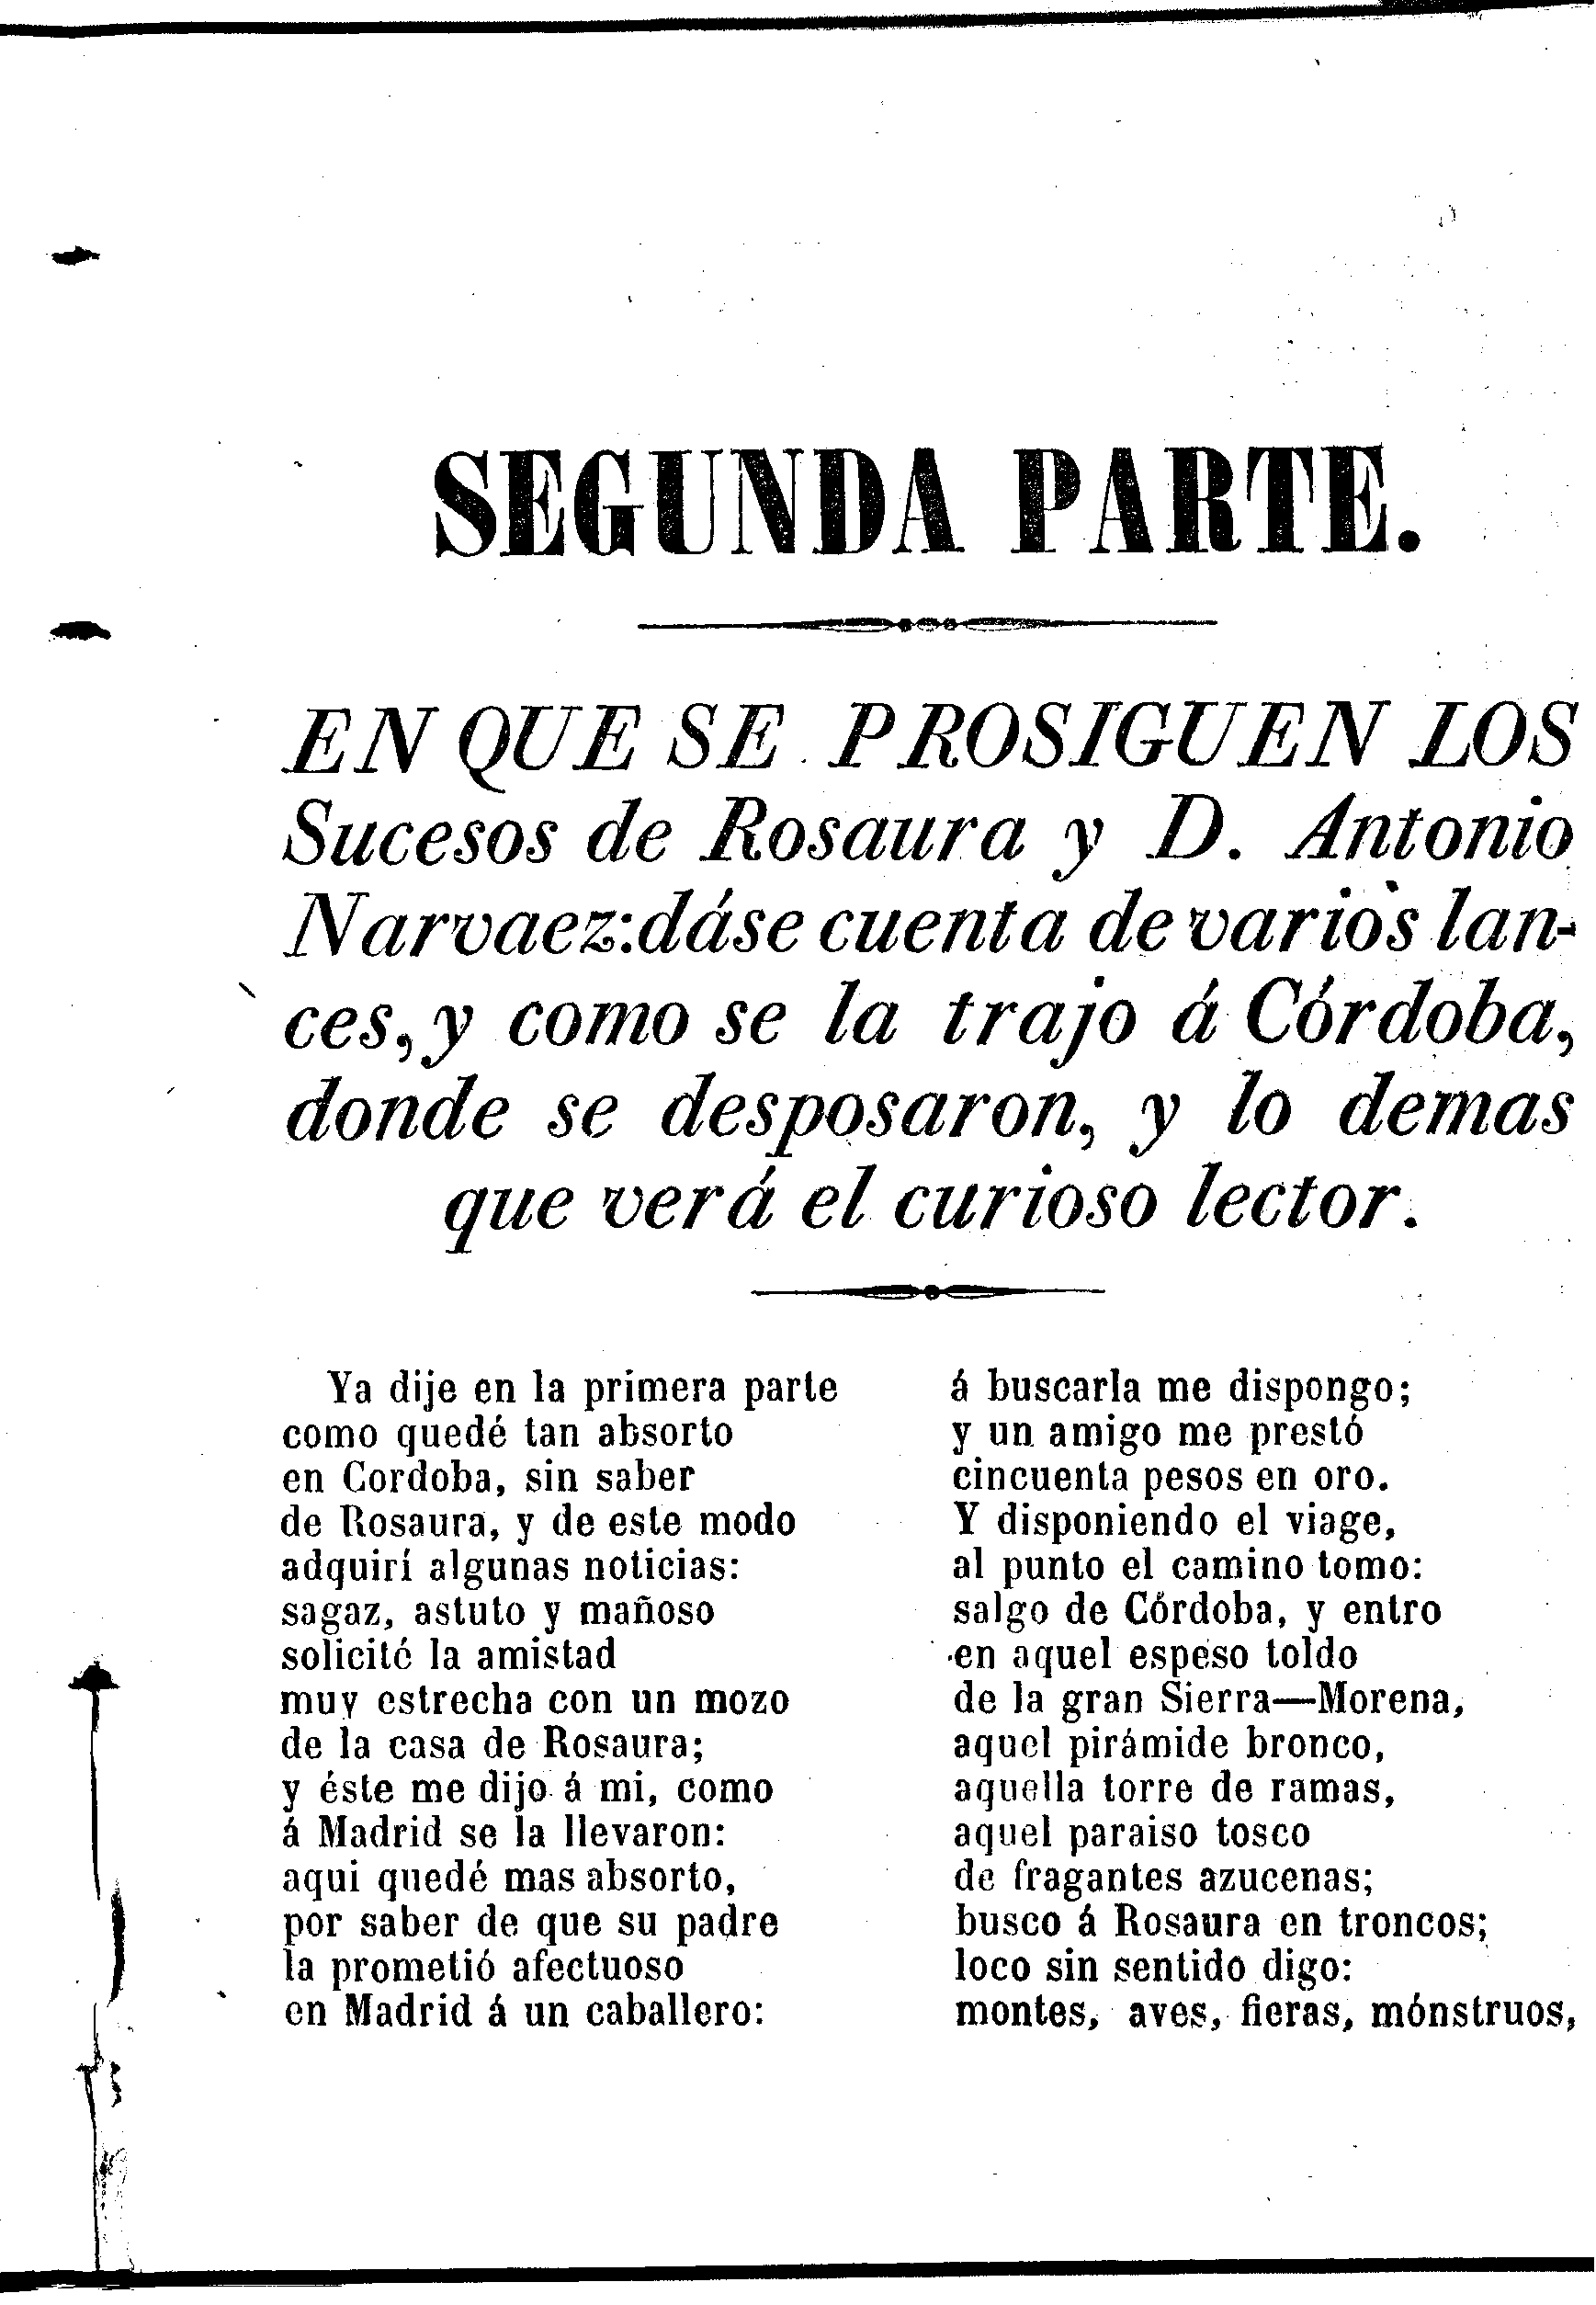 SEGUNDA PARTE.
EN QUE SE PROSIGUEN LOS
Sucesos de Rosaura y D. Antonio
Narvaez: dáse cuenta de varios lan-
ces, y como se la trajo á Córdoba,
donde se desposaron, y lo demas
que verá el curioso lector.
Ya dije en la primera parte
como quedé tan absorto
en Cordoba, sin saber
de Rosaura, y de este modo
adquirí algunas noticias:
sagaz, astuto y mañoso
solicité la amistad
muy estrecha con un mozo
de la casa de Rosaura;
y éste me dijo á mi, como
á Madrid se la llevaron:
aqui quedé mas absorto,
por saber de que su padre
la prometió afectuoso
en Madrid á un caballero:
á buscarla me dispongo;
y un amigo me prestó
cincuenta pesos en oro.
Y disponiendo el viage,
al punto el camino tomo:
salgo de Córdoba, y entro
en aquel espeso toldo
de la gran Sierra—Morena,
aquel pirámide bronco,
aquella torre de ramas,
aquel paraiso tosco
de fragantes azucenas;
busco á Rosaura en troncos;
loco sin sentido digo:
montes, aves, fieras, mónstruos,